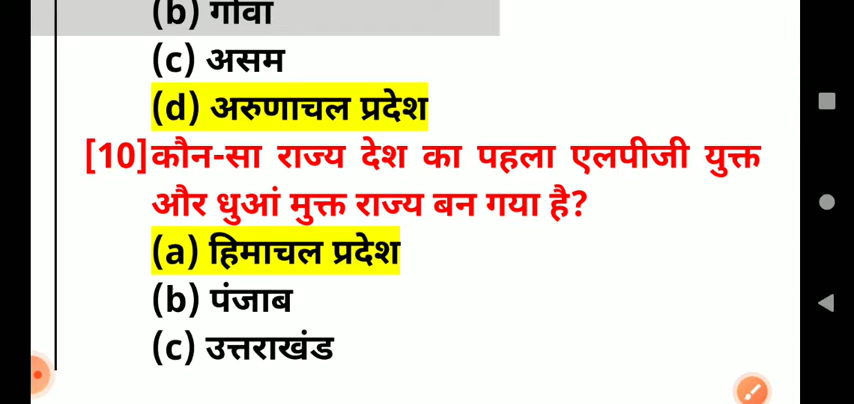 (b) गोवा
(c) असम
(d) अरुणाचल प्रदेश
[10]कौन-सा राज्य देश का पहला एलपीजी युक्त
और धुआं मुक्त राज्य बन गया है?
(a) हिमाचल प्रदेश
(b) पंजाब
(c) उत्तराखंड